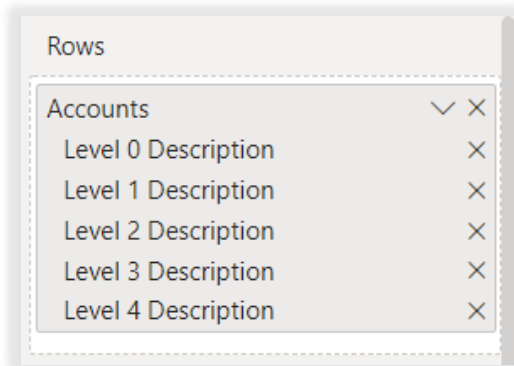 Rows
Accounts
Level 0 Description
Level 1 Description
Level 2 Description
Level 3 Description
Level 4 Description